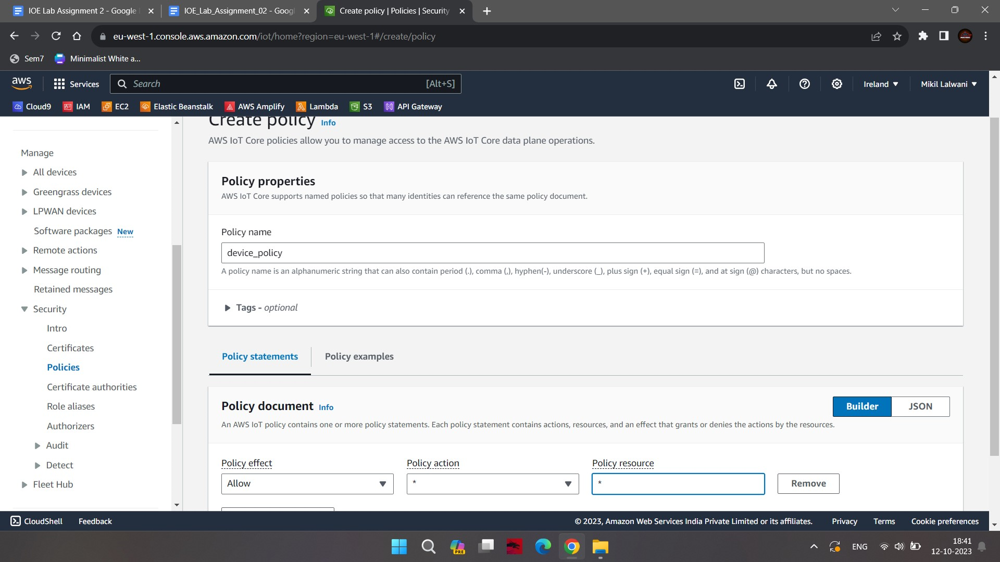 IOE Lab Assignment 2 - Google
IOE_Lab_Assignment_02 - Goog
Create policy | Policies | Security
eu-west-1.console.aws.amazon.com/iot/home?region=eu-west-1#/create/policy
Sem7
Minimalist White a...
aws
Services
Search
[Alt+S]
Ireland
Mikil Lalwani
Cloud9
IAM
EC2
Elastic Beanstalk
AWS Amplify
Lambda
S3
API Gateway
Manage
All devices
Greengrass devices
LPWAN devices
Software packages New
Remote actions
Message routing
Retained messages
Security
Intro
Certificates
Policies
Certificate authorities
Role aliases
Authorizers
Audit
Detect
Fleet Hub
Create policy Info
AWS IoT Core policies allow you to manage access to the AWS IoT Core data plane operations.
Policy properties
AWS IoT Core supports named policies so that many identities can reference the same policy document.
Policy name
device_policy
A policy name is an alphanumeric string that can also contain period (.), comma (,), hyphen(-), underscore (_), plus sign (+), equal sign (=), and at sign (@) characters, but no spaces.
Tags - optional
Policy statements
Policy examples
Policy document Info
Builder
JSON
An AWS IoT policy contains one or more policy statements. Each policy statement contains actions, resources, and an effect that grants or denies the actions by the resources.
Policy effect
Policy action
Policy resource
Allow
*
*
Remove
CloudShell
Feedback
© 2023, Amazon Web Services India Private Limited or its affiliates.
Privacy
Terms
Cookie preferences
PRE
ENG
18:41
12-10-2023